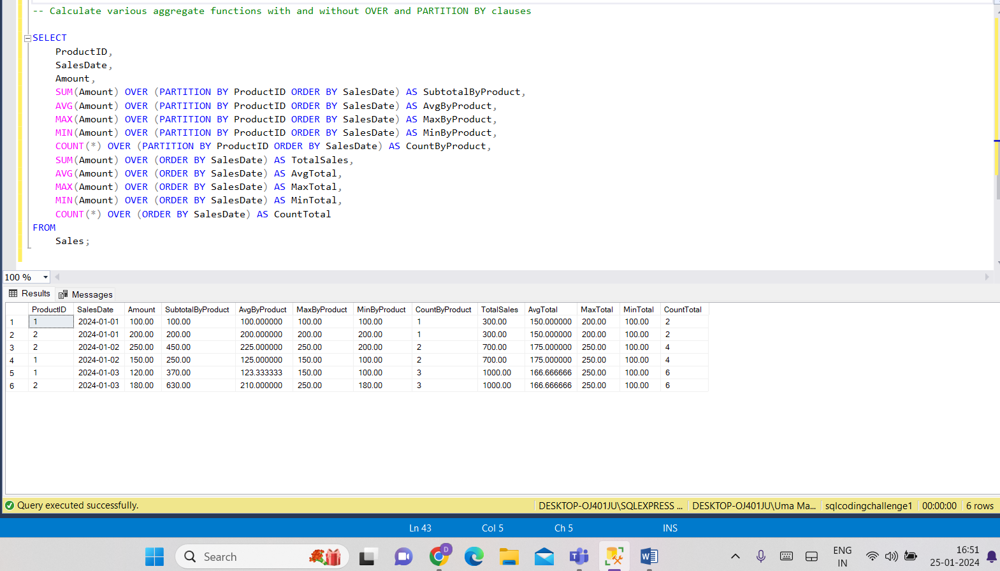 -- Calculate various aggregate functions with and without OVER and PARTITION BY clauses
SELECT
ProductID,
SalesDate,
Amount,
SUM(Amount) OVER (PARTITION BY ProductID ORDER BY SalesDate) AS SubtotalByProduct,
AVG(Amount) OVER (PARTITION BY ProductID ORDER BY SalesDate) AS AvgByProduct,
MAX(Amount) OVER (PARTITION BY ProductID ORDER BY SalesDate) AS MaxByProduct,
MIN(Amount) OVER (PARTITION BY ProductID ORDER BY SalesDate) AS MinByProduct,
COUNT(*) OVER (PARTITION BY ProductID ORDER BY SalesDate) AS CountByProduct,
SUM(Amount) OVER (ORDER BY SalesDate) AS TotalSales,
AVG(Amount) OVER (ORDER BY SalesDate) AS AvgTotal,
MAX(Amount) OVER (ORDER BY SalesDate) AS MaxTotal,
MIN(Amount) OVER (ORDER BY SalesDate) AS MinTotal,
COUNT(*) OVER (ORDER BY SalesDate) AS CountTotal
FROM
Sales;
100 %
Results Messages
ProductID SalesDate Amount SubtotalByProduct AvgByProduct MaxByProduct MinByProduct CountByProduct TotalSales AvgTotal MaxTotal MinTotal CountTotal
1 1 2024-01-01 100.00 100.00 100.000000 100.00 100.00 1 300.00 150.000000 200.00 100.00 2
2 2 2024-01-01 200.00 200.00 200.000000 200.00 200.00 1 300.00 150.000000 200.00 100.00 2
3 2 2024-01-02 250.00 450.00 225.000000 250.00 200.00 2 700.00 175.000000 250.00 100.00 4
4 1 2024-01-02 150.00 250.00 125.000000 150.00 100.00 2 700.00 175.000000 250.00 100.00 4
5 1 2024-01-03 120.00 370.00 123.333333 150.00 100.00 3 1000.00 166.666666 250.00 100.00 6
6 2 2024-01-03 180.00 630.00 210.000000 250.00 180.00 3 1000.00 166.666666 250.00 100.00 6
Query executed successfully. DESKTOP-OJ401JU\SQLEXPRESS ... DESKTOP-OJ401JU\Uma Ma... sqlcodingchallenge1 00:00:00 6 rows
Ln 43 Col 5 Ch 5 INS
Search D W ENG IN 16:51 25-01-2024